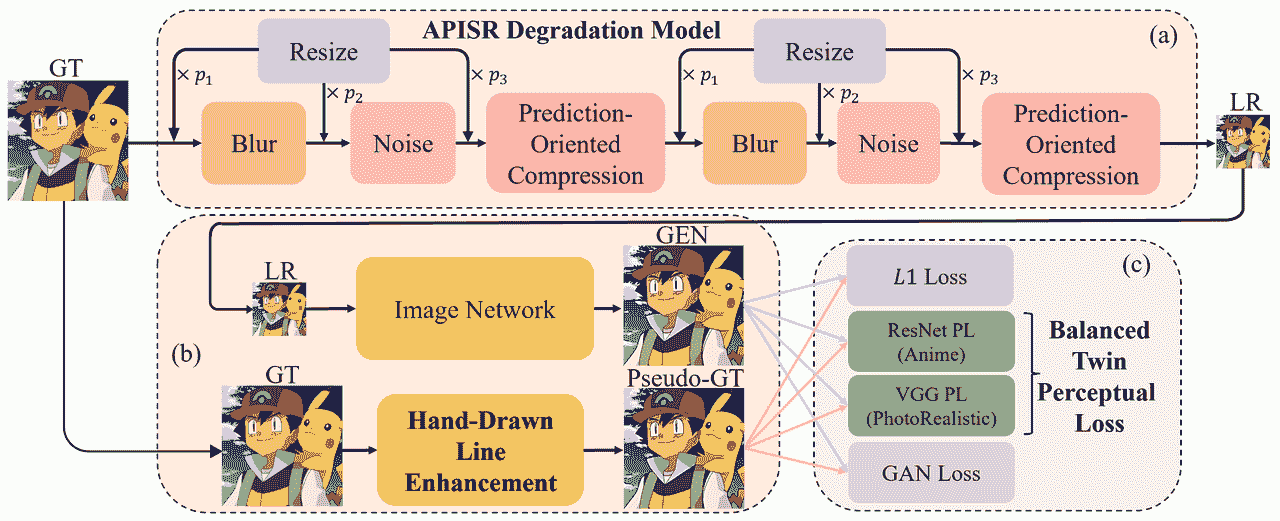 APISR Degradation Model
(a)
GT
Resize
× p1
× p2
× p3
Blur
Noise
Prediction-
Oriented
Compression
Resize
× p1
× p2
× p3
Blur
Noise
Prediction-
Oriented
Compression
LR
(b)
LR
Image Network
GEN
GT
Hand-Drawn
Line
Enhancement
Pseudo-GT
(c)
L1 Loss
ResNet PL
(Anime)
VGG PL
(PhotoRealistic)
GAN Loss
Balanced
Twin
Perceptual
Loss